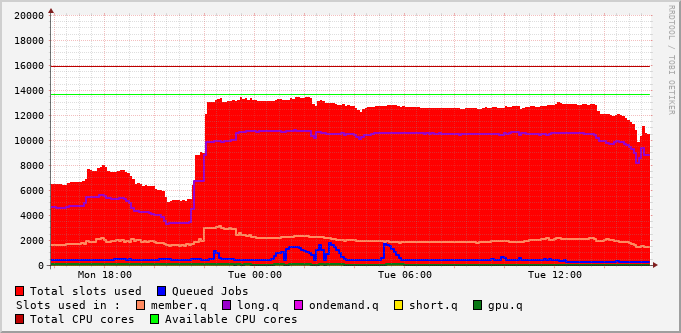 20000
18000
16000
14000
12000
10000
8000
6000
4000
2000
0
Mon 18:00 Tue 00:00 Tue 06:00 Tue 12:00
RRDTOOL / TOBI OETIKER
Total slots used Queued Jobs
Slots used in : member.q long.q ondemand.q short.q gpu.q
Total CPU cores Available CPU cores